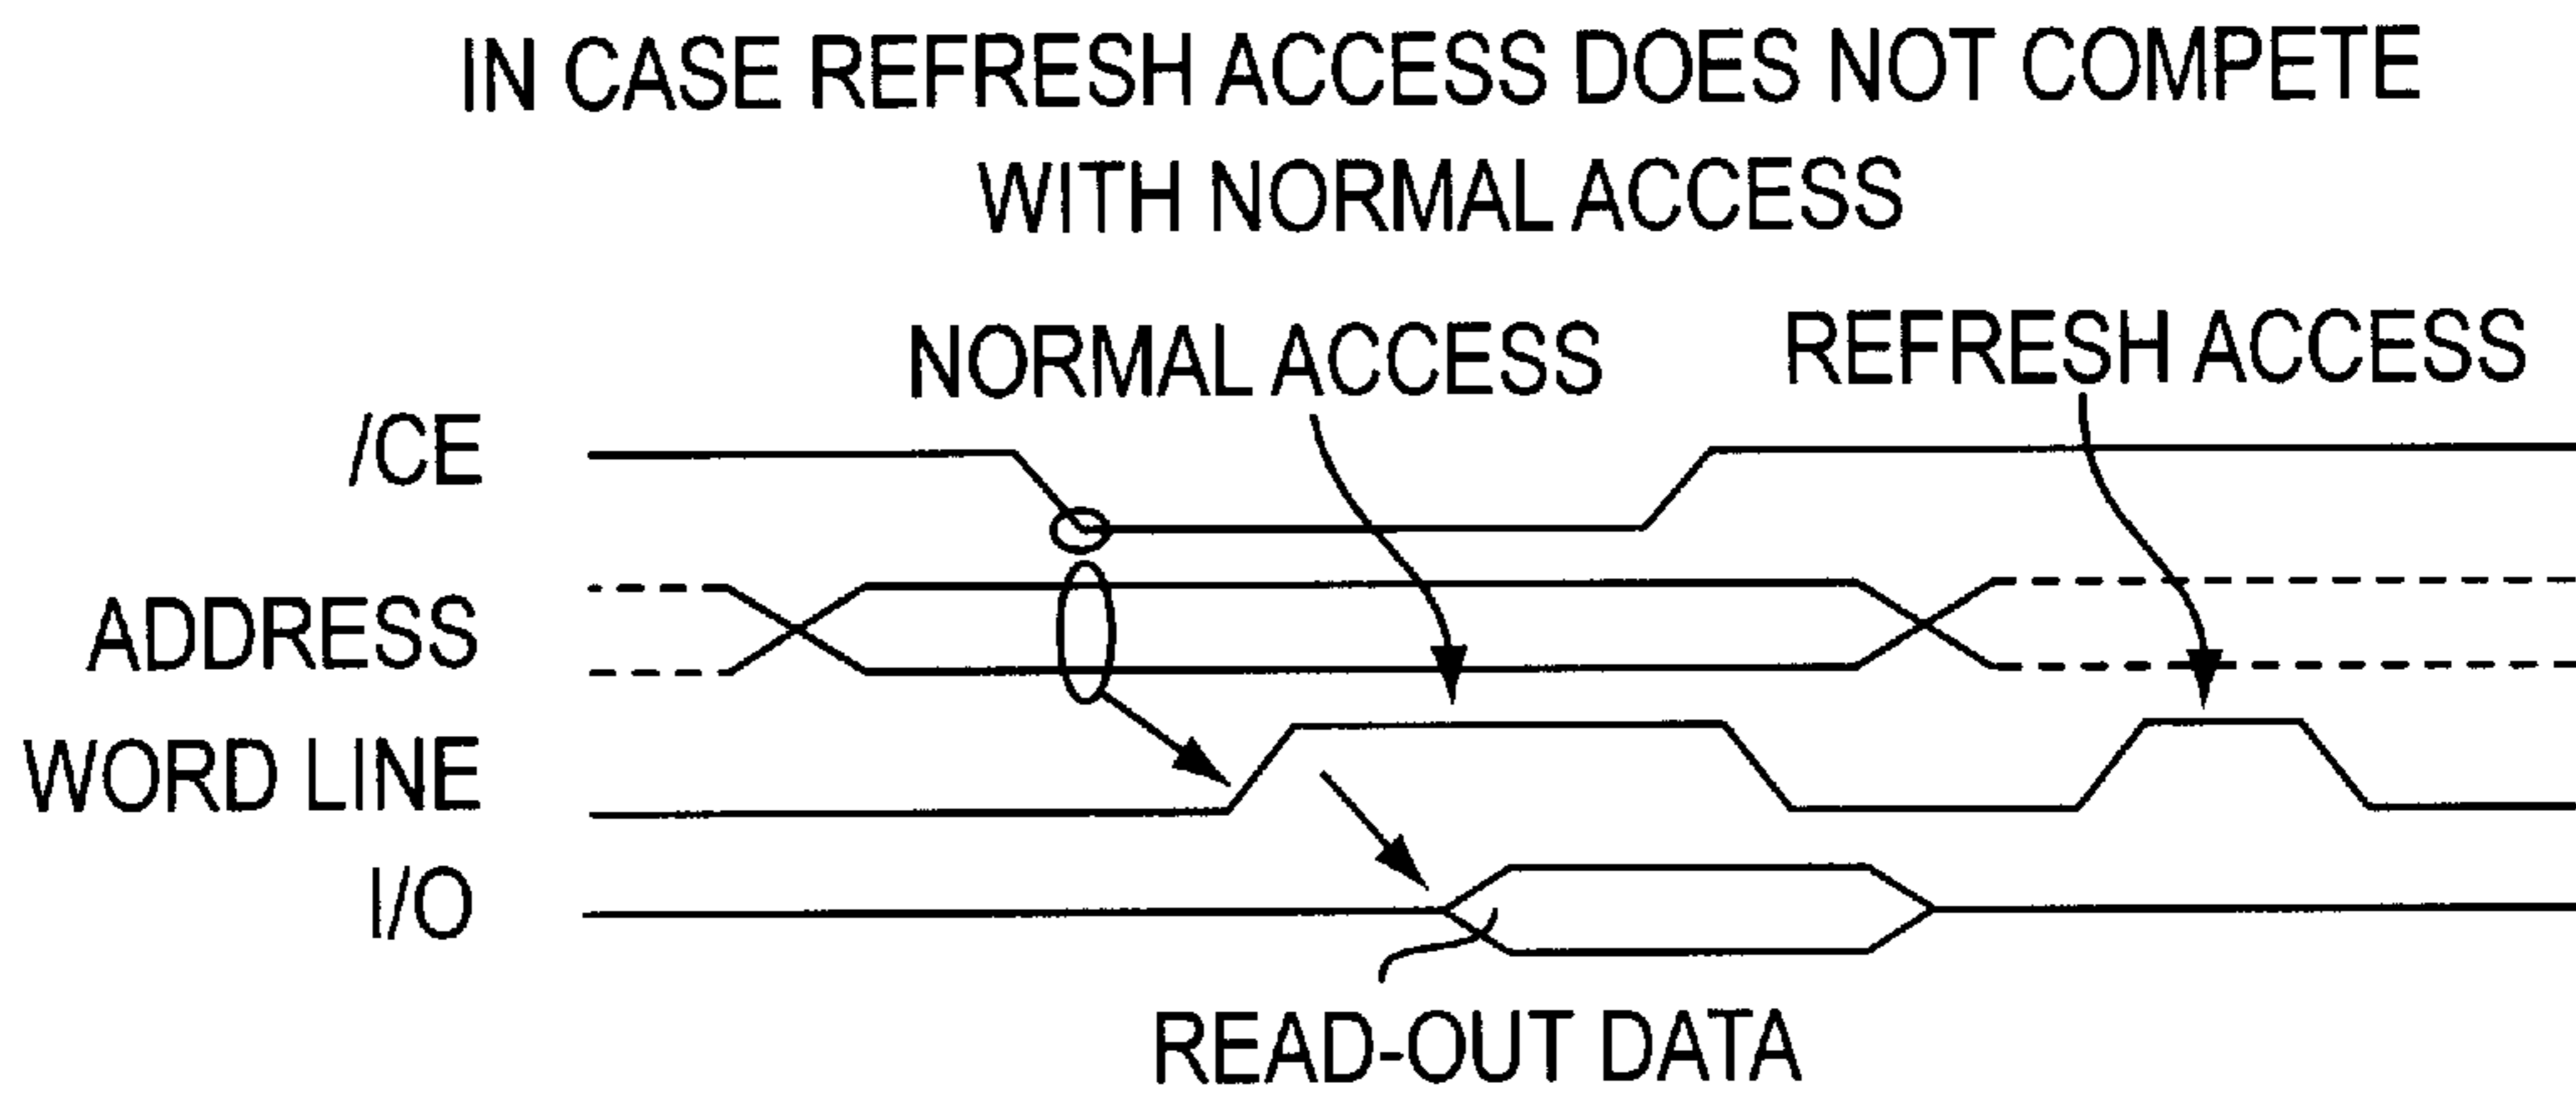 IN CASE REFRESH ACCESS DOES NOT COMPETE
WITH NORMAL ACCESS
NORMAL ACCESS
REFRESH ACCESS
/CE
ADDRESS
WORD LINE
I/O
READ-OUT DATA